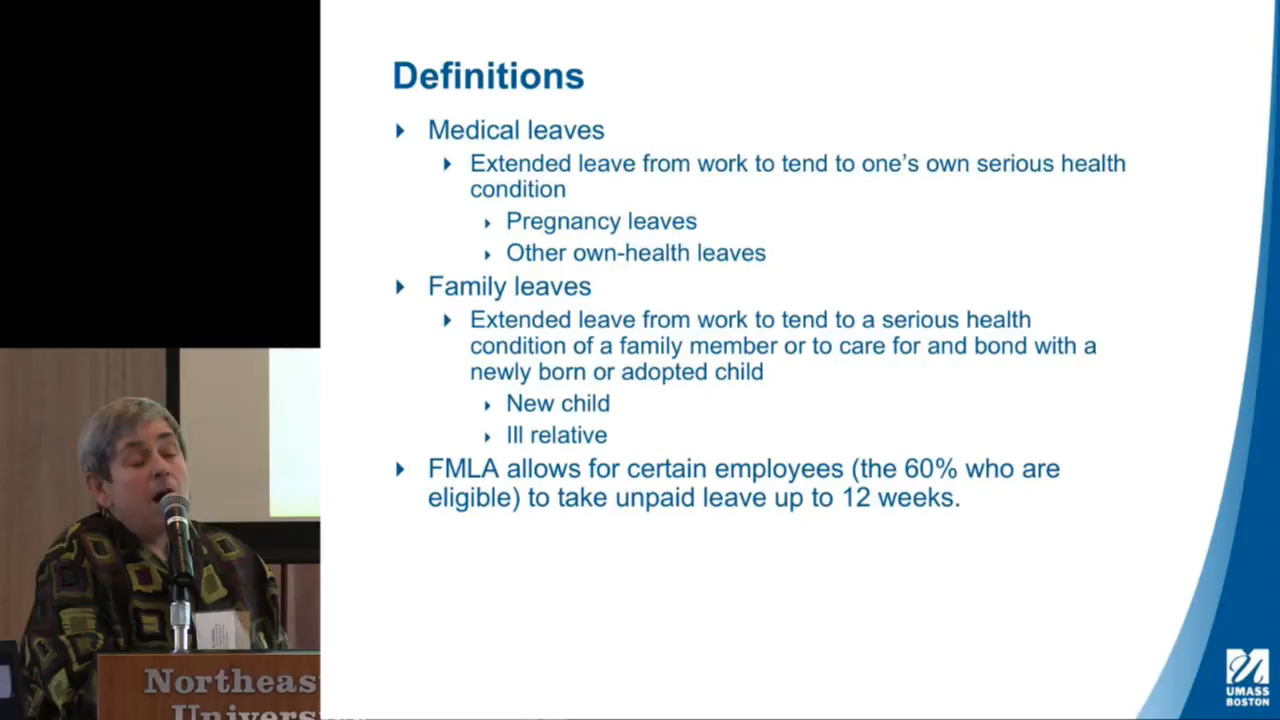 Definitions
Medical leaves
Extended leave from work to tend to one's own serious health
condition
Pregnancy leaves
Other own-health leaves
Family leaves
Extended leave from work to tend to a serious health
condition of a family member or to care for and bond with a
newly born or adopted child
New child
Ill relative
FMLA allows for certain employees (the 60% who are
eligible) to take unpaid leave up to 12 weeks.
UMASS
BOSTON